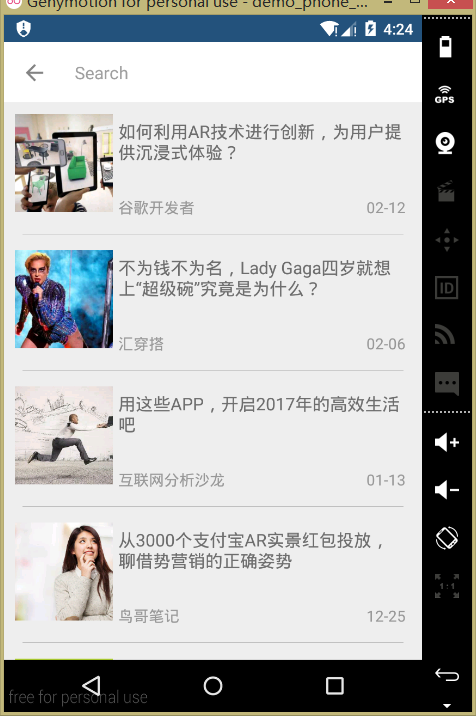 Genymotion for personal use - demo_phone_...
4:24
Search
如何利用AR技术进行创新，为用户提
供沉浸式体验？
谷歌开发者
02-12
不为钱不为名，Lady Gaga四岁就想
上“超级碗”究竟是为什么？
汇穿搭
02-06
用这些APP，开启2017年的高效生活
吧
互联网分析沙龙
01-13
从3000个支付宝AR实景红包投放，
聊借势营销的正确姿势
鸟哥笔记
12-25
free for personal use
GPS
ID
1:1